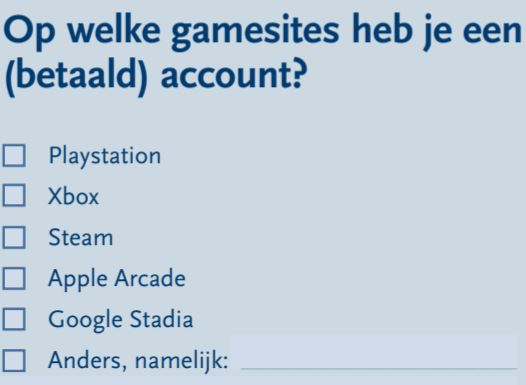 Op welke gamesites heb je een
(betaald) account?
Playstation
Xbox
Steam
Apple Arcade
Google Stadia
Anders, namelijk: